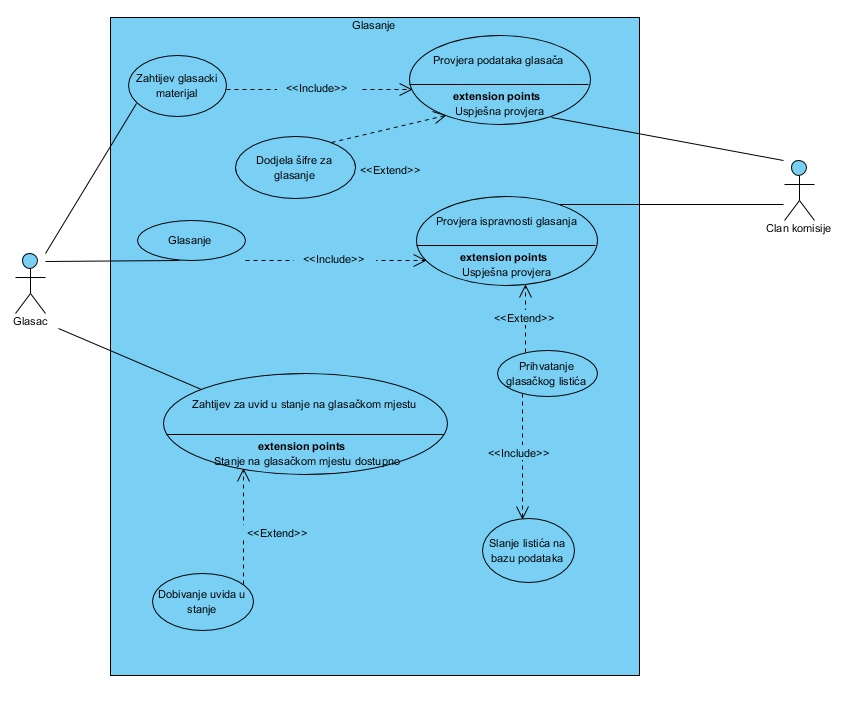 Glasanje
Zahtijev glasacki
materijal
<<Include>>
Provjera podataka glasača
extension points
Uspješna provjera
Dodjela šifre za
glasanje
<<Extend>>
Clan komisije
Glasanje
<<Include>>
Provjera ispravnosti glasanja
extension points
Uspješna provjera
Glasac
<<Extend>>
Prihvatanje
glasačkog listića
Zahtijev za uvid u stanje na glasačkom mjestu
extension points
Stanje na glasačkom mjestu dostupno
<<Include>>
<<Extend>>
Slanje listića na
bazu podataka
Dobivanje uvida u
stanje